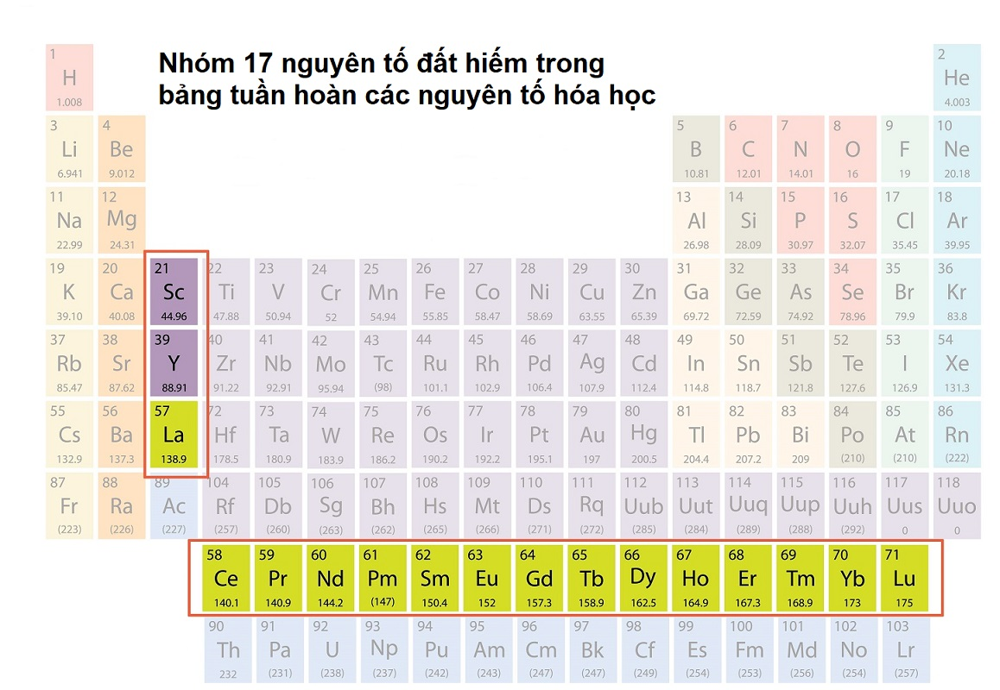 Nhóm 17 nguyên tố đất hiếm trong
bảng tuần hoàn các nguyên tố hóa học
1 2
H He
1.008 4.003
3 4 5 6 7 8 9 10
Li Be B C N O F Ne
6.941 9.012 10.81 12.01 14.01 16 19 20.18
11 12 13 14 15 16 17 18
Na Mg Al Si P S Cl Ar
22.99 24.31 26.98 28.09 30.97 32.07 35.45 39.95
19 20 21 22 23 24 25 26 27 28 29 30 31 32 33 34 35 36
K Ca Sc Ti V Cr Mn Fe Co Ni Cu Zn Ga Ge As Se Br Kr
39.10 40.08 44.96 47.88 50.94 52 54.94 55.85 58.47 58.69 63.55 65.39 69.72 72.59 74.92 78.96 79.9 83.8
37 38 39 40 41 42 43 44 45 46 47 48 49 50 51 52 53 54
Rb Sr Y Zr Nb Mo Tc Ru Rh Pd Ag Cd In Sn Sb Te I Xe
85.47 87.62 88.91 91.22 92.91 95.94 (98) 101.1 102.9 106.4 107.9 112.4 114.8 118.7 121.8 127.6 126.9 131.3
55 56 57 72 73 74 75 76 77 78 79 80 81 82 83 84 85 86
Cs Ba La Hf Ta W Re Os Ir Pt Au Hg Tl Pb Bi Po At Rn
132.9 137.3 138.9 178.5 180.9 183.9 186.2 190.2 192.2 195.1 197 200.5 204.4 207.2 209 (210) (210) (222)
87 88 89 104 105 106 107 108 109 110 111 112 113 114 115 116 117 118
Fr Ra Ac Rf Db Sg Bh Hs Mt Ds Rq Uub Uut Uuq Uup Uuh Uus Uuo
(223) (226) (227) (257) (260) (263) (262) (265) (266) (271) (272) (285) (284) (289) (288) (292) 0 0
58 59 60 61 62 63 64 65 66 67 68 69 70 71
Ce Pr Nd Pm Sm Eu Gd Tb Dy Ho Er Tm Yb Lu
140.1 140.9 144.2 (147) 150.4 152 157.3 158.9 162.5 164.9 167.3 168.9 173 175
90 91 92 93 94 95 96 97 98 99 100 101 102 103
Th Pa U Np Pu Am Cm Bk Cf Es Fm Md No Lr
232 (231) (238) (237) (242) (243) (247) (247) (249) (254) (253) (256) (254) (257)